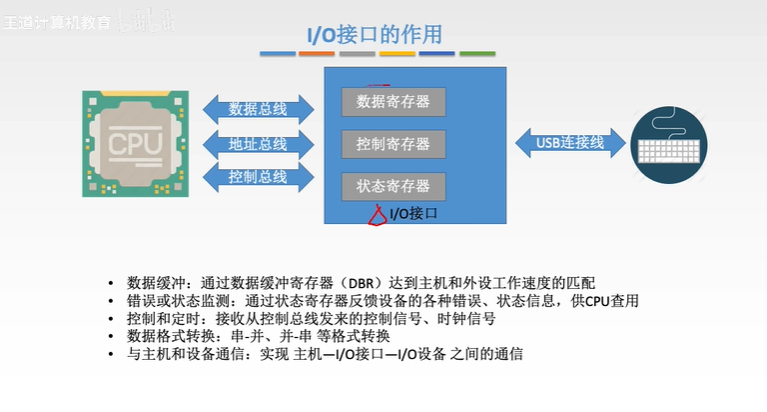 王道计算机教育
I/O接口的作用
CPU
数据总线
地址总线
控制总线
数据寄存器
控制寄存器
状态寄存器
I/O接口
USB连接线
• 数据缓冲：通过数据缓冲寄存器（DBR）达到主机和外设工作速度的匹配
• 错误或状态监测：通过状态寄存器反馈设备的各种错误、状态信息，供CPU查用
• 控制和定时：接收从控制总线发来的控制信号、时钟信号
• 数据格式转换：串-并、并-串 等格式转换
• 与主机和设备通信：实现 主机—I/O接口—I/O设备 之间的通信